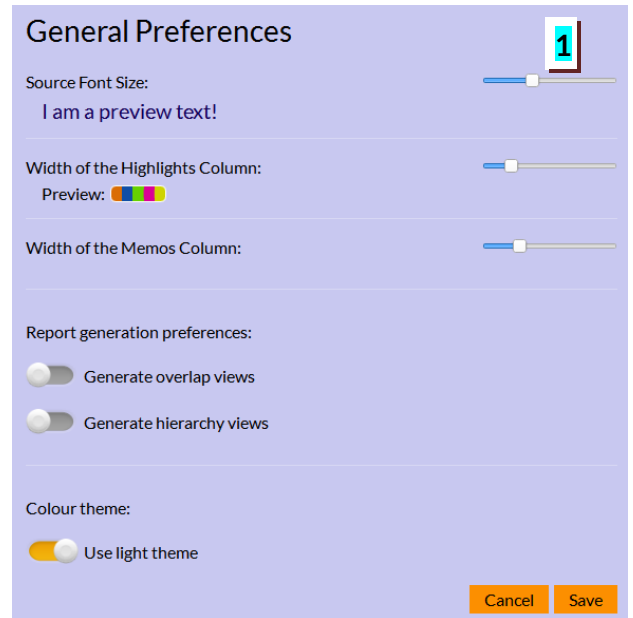 General Preferences
1
Source Font Size:
I am a preview text!
Width of the Highlights Column:
Preview:
Width of the Memos Column:
Report generation preferences:
Generate overlap views
Generate hierarchy views
Colour theme:
Use light theme
Cancel Save